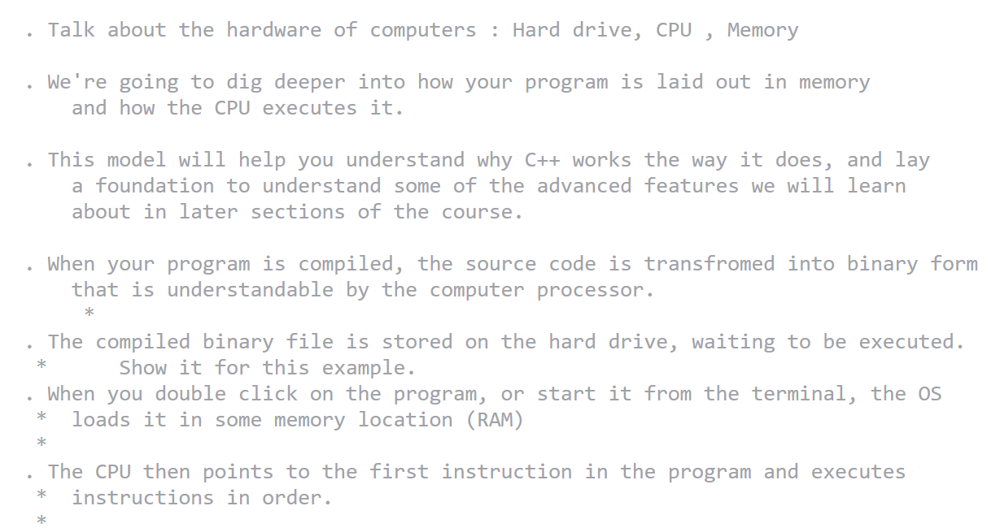 . Talk about the hardware of computers : Hard drive, CPU , Memory
. We're going to dig deeper into how your program is laid out in memory
and how the CPU executes it.
. This model will help you understand why C++ works the way it does, and lay
a foundation to understand some of the advanced features we will learn
about in later sections of the course.
. When your program is compiled, the source code is transfromed into binary form
that is understandable by the computer processor.
*
. The compiled binary file is stored on the hard drive, waiting to be executed.
* Show it for this example.
. When you double click on the program, or start it from the terminal, the OS
* loads it in some memory location (RAM)
*
. The CPU then points to the first instruction in the program and executes
* instructions in order.
*